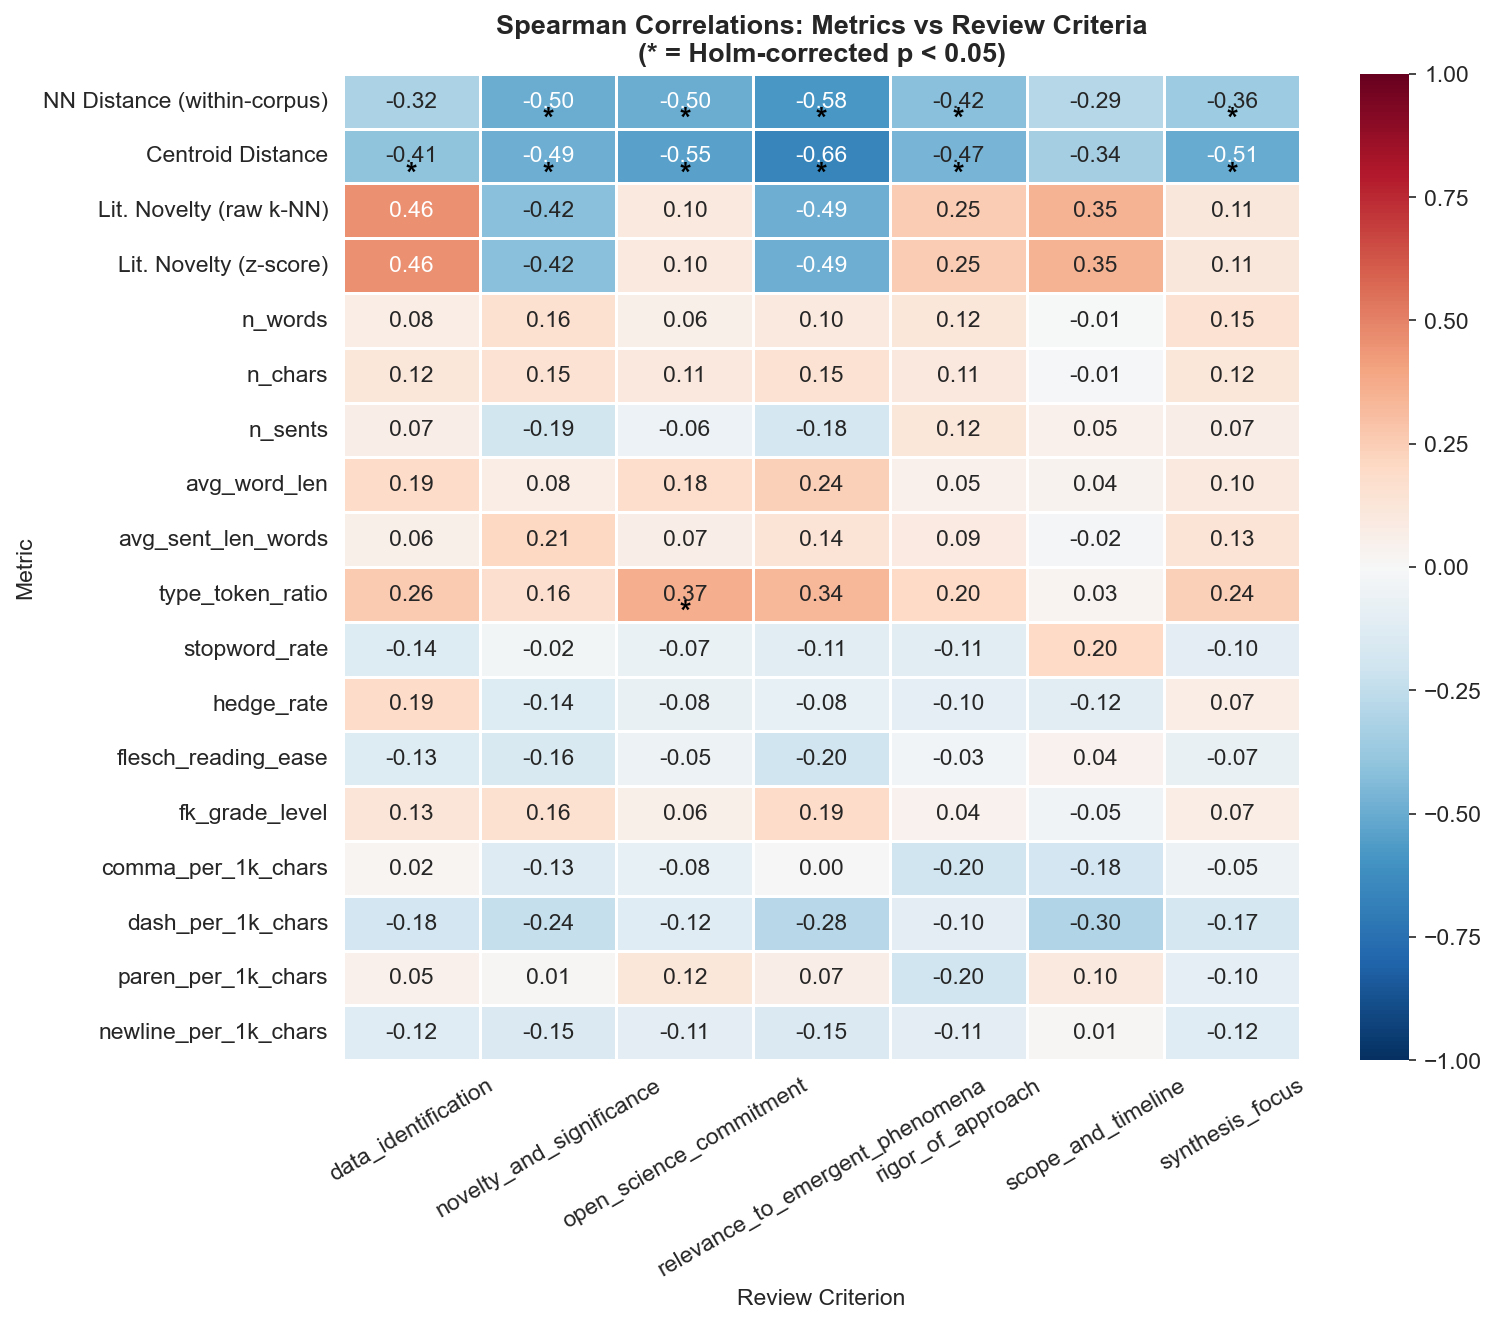 Spearman Correlations: Metrics vs Review Criteria
(* = Holm-corrected p < 0.05)
NN Distance (within-corpus) -0.32 -0.50 * -0.50 * -0.58 * -0.42 * -0.29 -0.36 *
Centroid Distance -0.41 * -0.49 * -0.55 * -0.66 * -0.47 * -0.34 -0.51 *
Lit. Novelty (raw k-NN) 0.46 -0.42 0.10 -0.49 0.25 0.35 0.11
Lit. Novelty (z-score) 0.46 -0.42 0.10 -0.49 0.25 0.35 0.11
n_words 0.08 0.16 0.06 0.10 0.12 -0.01 0.15
n_chars 0.12 0.15 0.11 0.15 0.11 -0.01 0.12
n_sents 0.07 -0.19 -0.06 -0.18 0.12 0.05 0.07
avg_word_len 0.19 0.08 0.18 0.24 0.05 0.04 0.10
avg_sent_len_words 0.06 0.21 0.07 0.14 0.09 -0.02 0.13
type_token_ratio 0.26 0.16 0.37 * 0.34 0.20 0.03 0.24
stopword_rate -0.14 -0.02 -0.07 -0.11 -0.11 0.20 -0.10
hedge_rate 0.19 -0.14 -0.08 -0.08 -0.10 -0.12 0.07
flesch_reading_ease -0.13 -0.16 -0.05 -0.20 -0.03 0.04 -0.07
fk_grade_level 0.13 0.16 0.06 0.19 0.04 -0.05 0.07
comma_per_1k_chars 0.02 -0.13 -0.08 0.00 -0.20 -0.18 -0.05
dash_per_1k_chars -0.18 -0.24 -0.12 -0.28 -0.10 -0.30 -0.17
paren_per_1k_chars 0.05 0.01 0.12 0.07 -0.20 0.10 -0.10
newline_per_1k_chars -0.12 -0.15 -0.11 -0.15 -0.11 0.01 -0.12
Metric
data_identification
novelty_and_significance
open_science_commitment
relevance_to_emergent_phenomena
rigor_of_approach
scope_and_timeline
synthesis_focus
Review Criterion
1.00
0.75
0.50
0.25
0.00
−0.25
−0.50
−0.75
−1.00